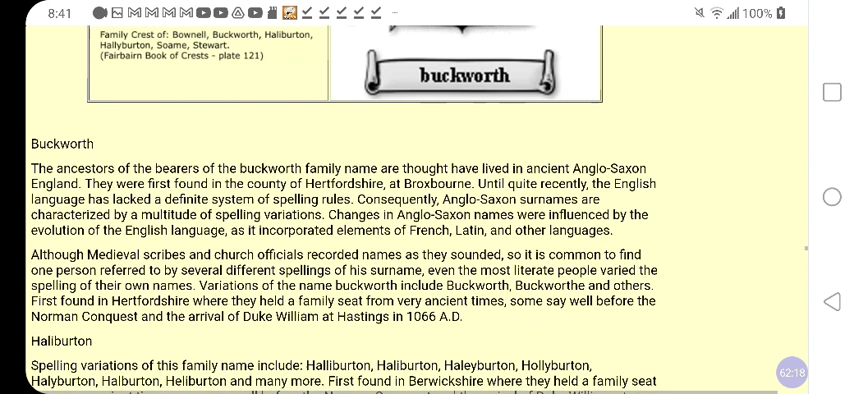 8:41
100%
Family Crest of: Bownell, Buckworth, Haliburton,
Hallyburton, Soame, Stewart.
(Fairbairn Book of Crests - plate 121)
buckworth
Buckworth
The ancestors of the bearers of the buckworth family name are thought have lived in ancient Anglo-Saxon
England. They were first found in the county of Hertfordshire, at Broxbourne. Until quite recently, the English
language has lacked a definite system of spelling rules. Consequently, Anglo-Saxon surnames are
characterized by a multitude of spelling variations. Changes in Anglo-Saxon names were influenced by the
evolution of the English language, as it incorporated elements of French, Latin, and other languages.
Although Medieval scribes and church officials recorded names as they sounded, so it is common to find
one person referred to by several different spellings of his surname, even the most literate people varied the
spelling of their own names. Variations of the name buckworth include Buckworth, Buckworthe and others.
First found in Hertfordshire where they held a family seat from very ancient times, some say well before the
Norman Conquest and the arrival of Duke William at Hastings in 1066 A.D.
Haliburton
Spelling variations of this family name include: Halliburton, Haliburton, Haleyburton, Hollyburton,
Halyburton, Halburton, Heliburton and many more. First found in Berwickshire where they held a family seat
62:18